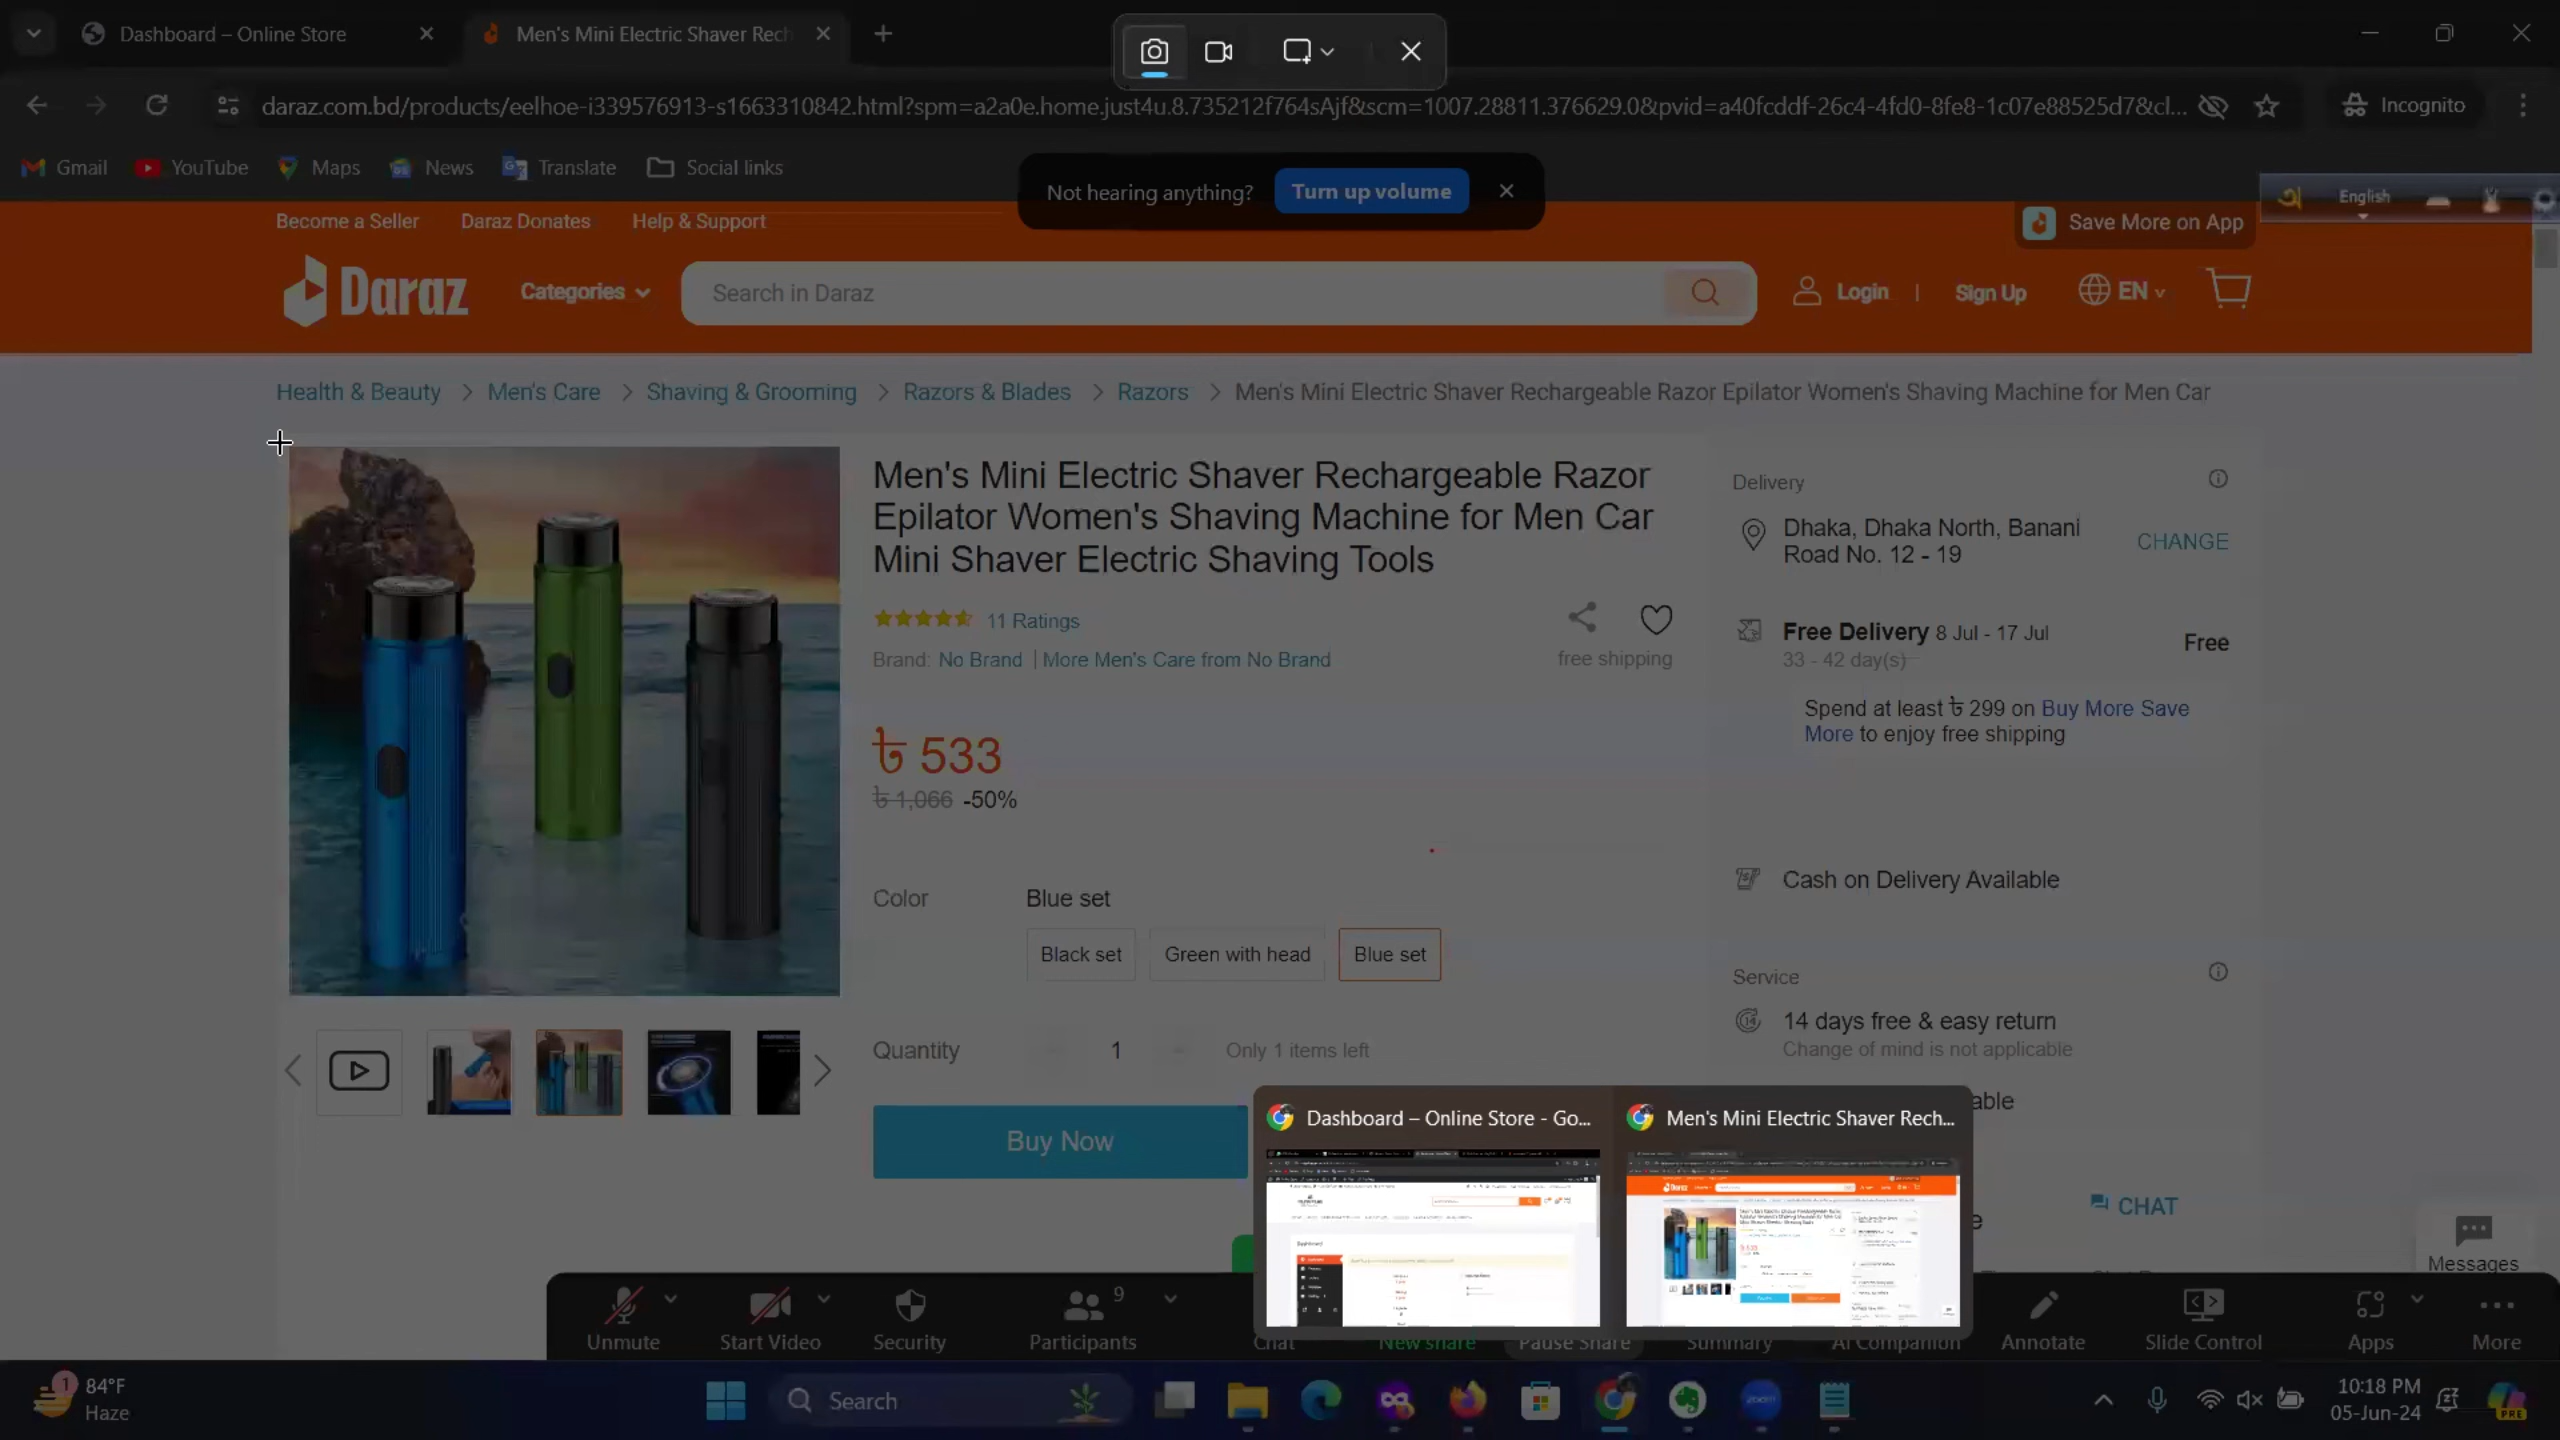 Dashboard – Online Store
Men's Mini Electric Shaver Rech
daraz.com.bd/products/eelhoe-i339576913-s1663310842.html?spm=a2a0e.home.just4u.8.735212f764sAjf&scm=1007.28811.376629.0&pvid=a40fcddf-26c4-4fd0-8fe8-1c07e88525d7&cl...
Incognito
Gmail
YouTube
Maps
News
Translate
Social links
Not hearing anything?
Turn up volume
English
Become a Seller
Daraz Donates
Help & Support
Save More on App
Daraz
Categories
Search in Daraz
Login
Sign Up
EN
Health & Beauty > Men's Care > Shaving & Grooming > Razors & Blades > Razors > Men's Mini Electric Shaver Rechargeable Razor Epilator Women's Shaving Machine for Men Car
Men's Mini Electric Shaver Rechargeable Razor
Epilator Women's Shaving Machine for Men Car
Mini Shaver Electric Shaving Tools
11 Ratings
free shipping
Brand: No Brand | More Men's Care from No Brand
৳ 533
৳ 1,066 -50%
Color
Blue set
Black set
Green with head
Blue set
Quantity
1
Only 1 items left
Buy Now
Delivery
Dhaka, Dhaka North, Banani
Road No. 12 - 19
CHANGE
Free Delivery 8 Jul - 17 Jul
33 - 42 day(s)
Free
Spend at least ৳ 299 on Buy More Save
More to enjoy free shipping
Cash on Delivery Available
Service
14 days free & easy return
Change of mind is not applicable
able
CHAT
Messages
Dashboard – Online Store - Go...
Men's Mini Electric Shaver Rech...
Unmute
Start Video
Security
Participants
9
Chat
New share
Pause Share
Summary
AI Companion
Annotate
Slide Control
Apps
More
1
84°F
Haze
Search
zoom
PRE
10:18 PM
05-Jun-24